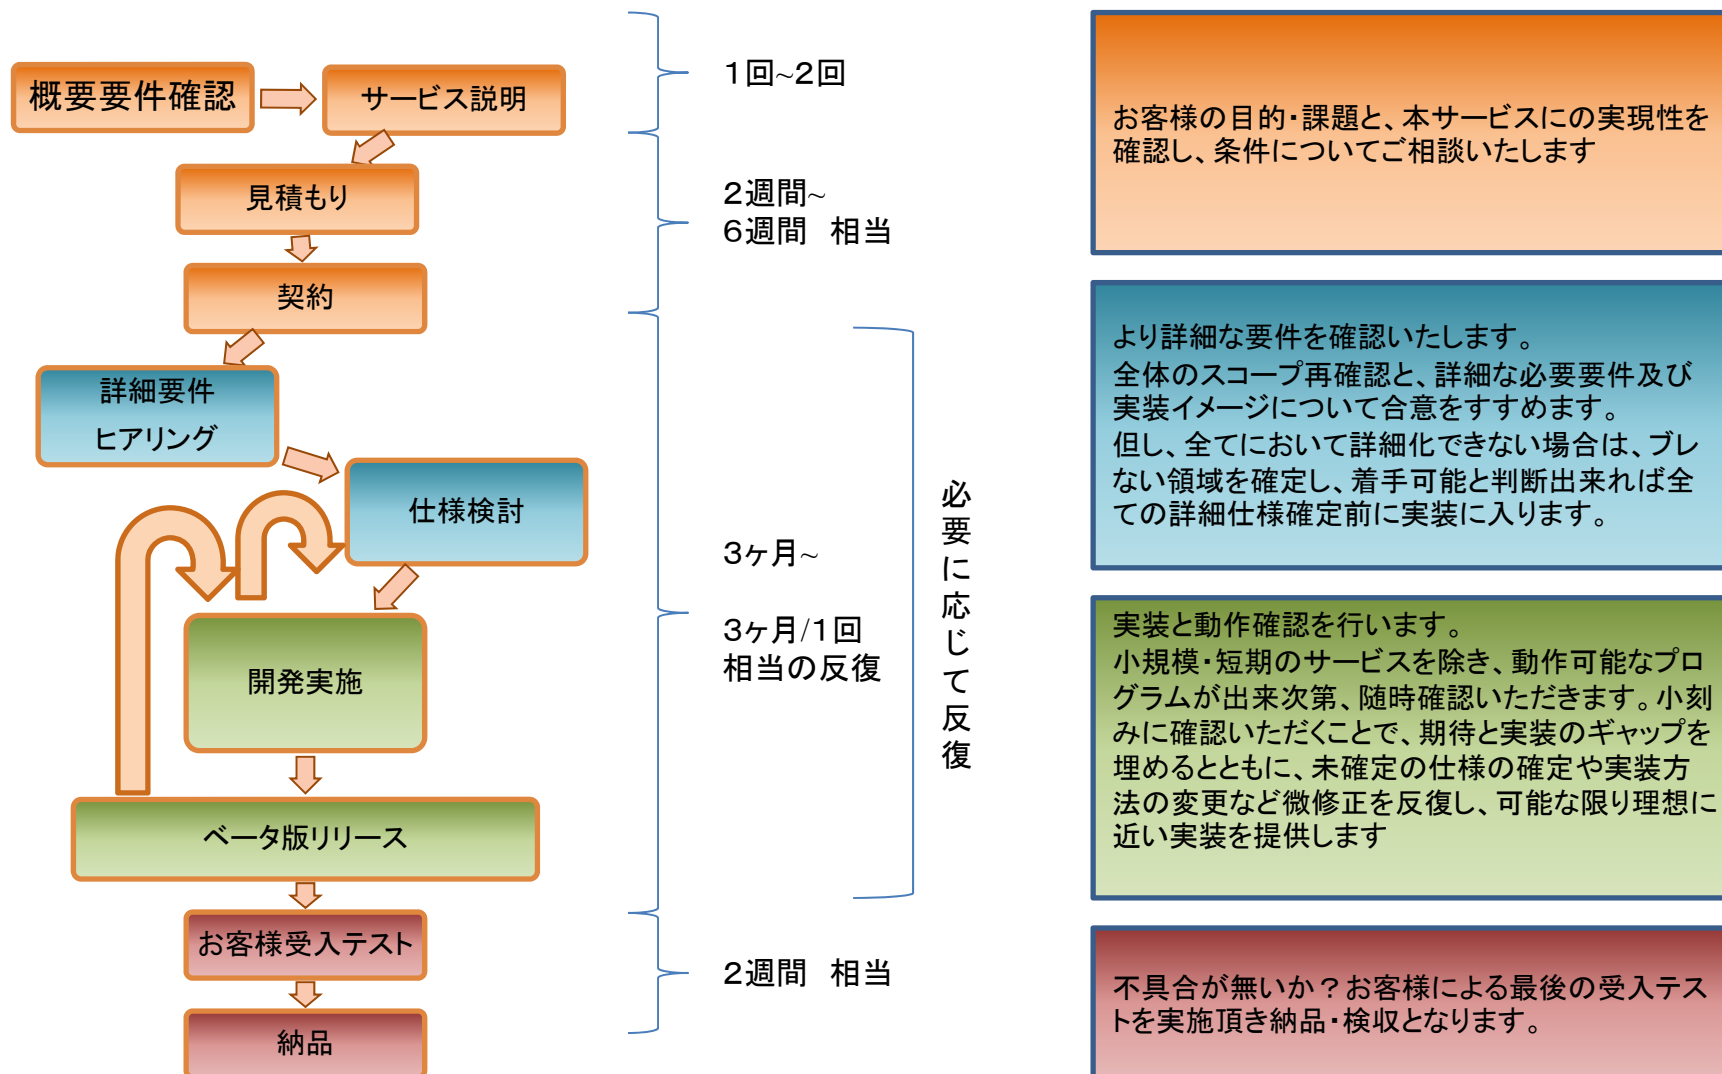 概要要件確認
サービス説明
見積もり
契約
詳細要件
ヒアリング
仕様検討
開発実施
ベータ版リリース
お客様受入テスト
納品
1回~2回
2週間~
6週間　相当
3ヶ月~
3ヶ月/1回
相当の反復
2週間　相当
必要に応じて反復
お客様の目的・課題と、本サービスにの実現性を
確認し、条件についてご相談いたします
より詳細な要件を確認いたします。
全体のスコープ再確認と、詳細な必要要件及び
実装イメージについて合意をすすめます。
但し、全てにおいて詳細化できない場合は、ブレ
ない領域を確定し、着手可能と判断出来れば全
ての詳細仕様確定前に実装に入ります。
実装と動作確認を行います。
小規模・短期のサービスを除き、動作可能なプロ
グラムが出来次第、随時確認いただきます。小刻
みに確認いただくことで、期待と実装のギャップを
埋めるとともに、未確定の仕様の確定や実装方
法の変更など微修正を反復し、可能な限り理想に
近い実装を提供します
不具合が無いか？お客様による最後の受入テス
トを実施頂き納品・検収となります。